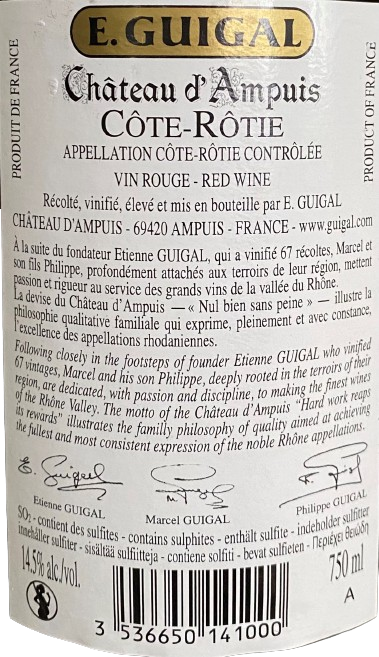 E. GUIGAL
Château d'Ampuis
CÔTE-RÔTIE
APPELLATION CÔTE-RÔTIE CONTRÔLÉE
VIN ROUGE - RED WINE
PRODUIT DE FRANCE
PRODUCT OF FRANCE
Récolté, vinifié, élevé et mis en bouteille par E. GUIGAL
CHÂTEAU D'AMPUIS - 69420 AMPUIS - FRANCE - www.guigal.com
À la suite du fondateur Etienne GUIGAL, qui a vinifié 67 récoltes, Marcel et
son fils Philippe, profondément attachés aux terroirs de leur région, mettent
passion et rigueur au service des grands vins de la vallée du Rhône.
La devise du Château d'Ampuis —« Nul bien sans peine » — illustre la
philosophie qualitative familiale qui exprime, pleinement et avec constance,
l'excellence des appellations rhodaniennes.
Following closely in the footsteps of founder Etienne GUIGAL who vinified
67 vintages, Marcel and his son Philippe, deeply rooted in the terroirs of their
region, are dedicated, with passion and discipline, to making the finest wines
of the Rhône Valley. The motto of the Château d'Ampuis "Hard work reaps
its rewards" illustrates the familly philosophy of quality aimed at achieving
the fullest and most consistent expression of the noble Rhône appellations.
E. Guigal
Etienne GUIGAL
Marcel GUIGAL
Philippe GUIGAL
SO₂ - contient des sulfites - contains sulphites - enthält sulfite - indeholder sulfitter
innehåller sulfiter - sisältää sulfiitteja - contiene solfiti - bevat sulfieten - Περιέχει θειώδη
14.5% alc./vol.
750 ml
A
3 536650 141000